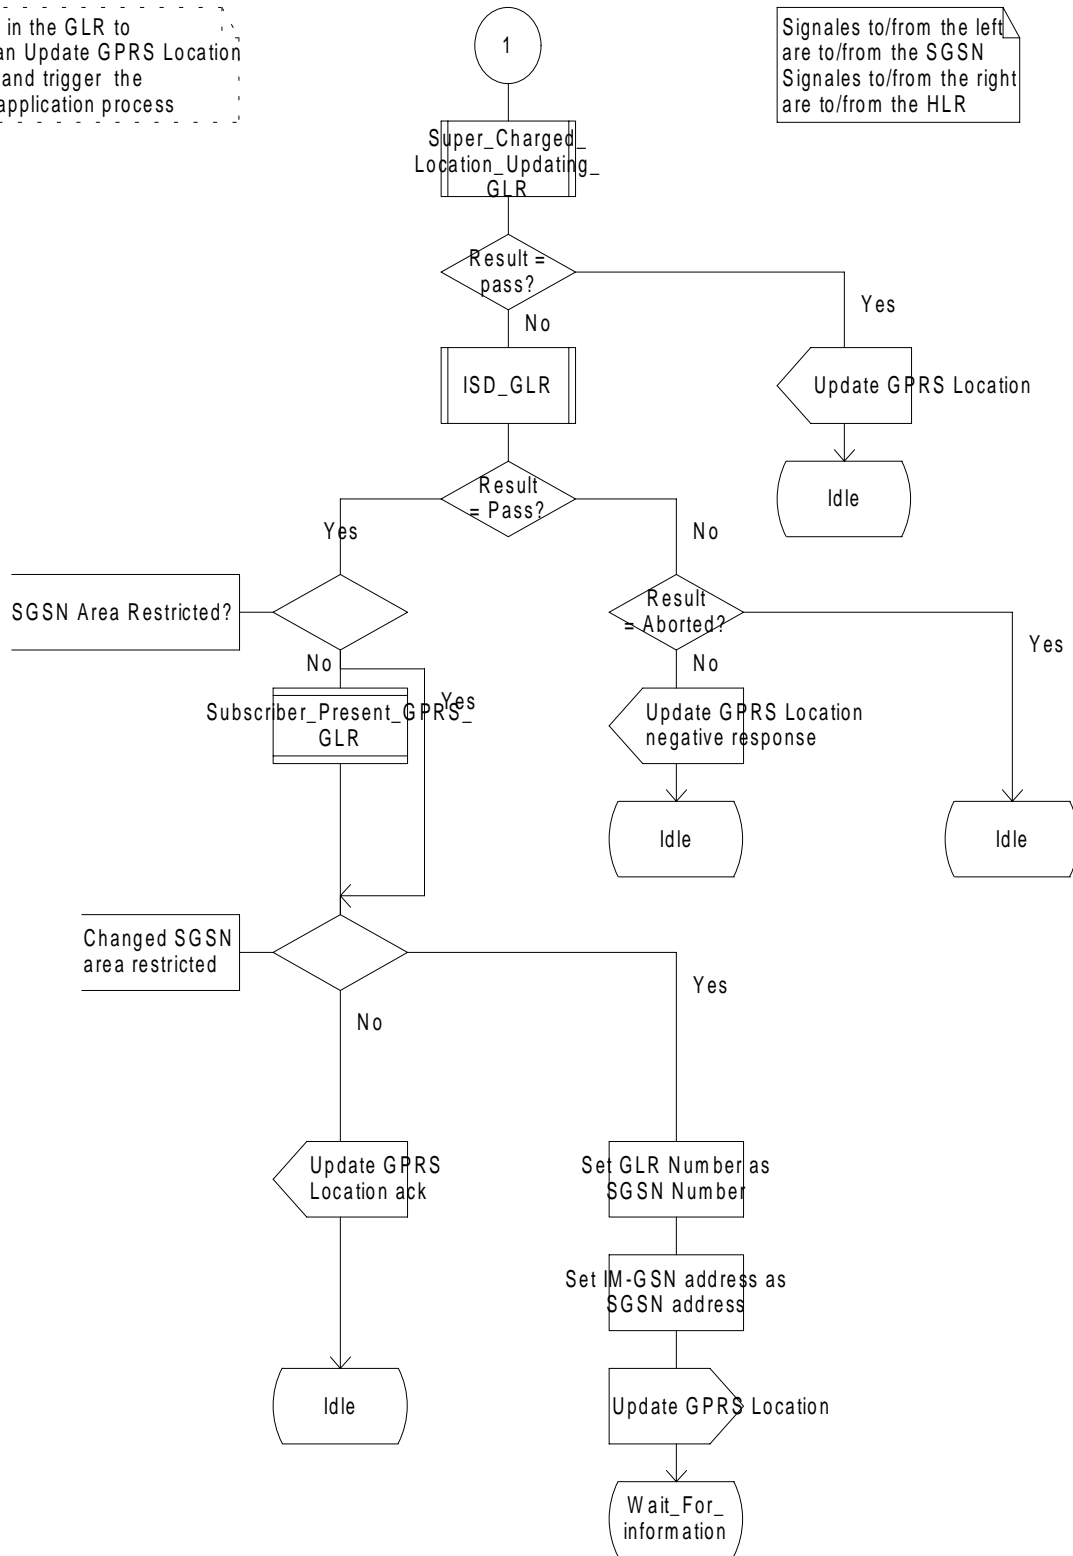 in the GLR to
an Update GPRS Location
and trigger the
application process
1
Signales to/from the left
are to/from the SGSN
Signales to/from the right
are to/from the HLR
Super_Charged_
Location_Updating_
GLR
Result =
pass?
Yes
No
ISD_GLR
Update GPRS Location
Idle
Result
= Pass?
Yes
No
SGSN Area Restricted?
Result
= Aborted?
Yes
No
No
Yes
Subscriber_Present_GPRS_
GLR
Update GPRS Location
negative response
Idle
Idle
Changed SGSN
area restricted
Yes
No
Update GPRS
Location ack
Set GLR Number as
SGSN Number
Set IM-GSN address as
SGSN address
Idle
Update GPRS Location
Wait_For_
information